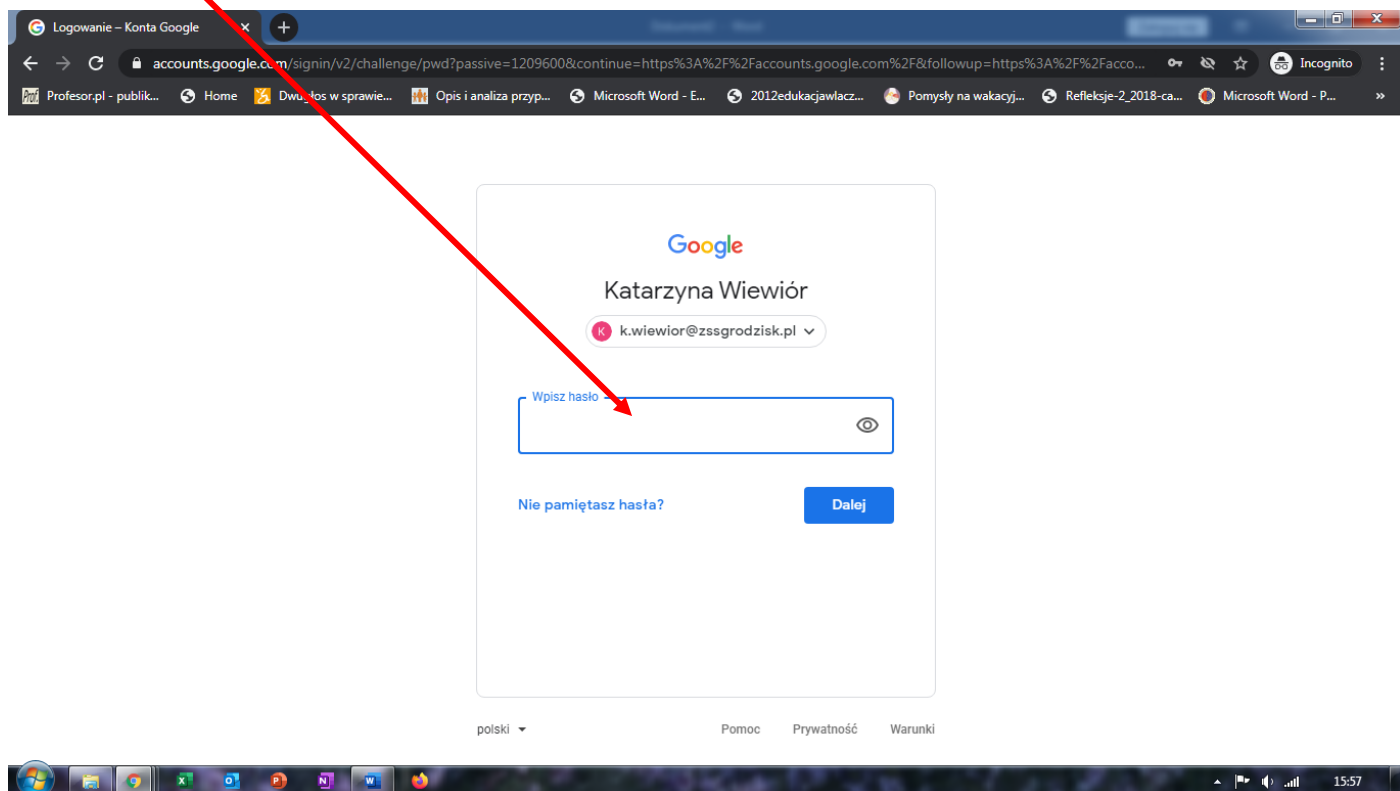 Logowanie – Konta Google
accounts.google.com/signin/v2/challenge/pwd?passive=1209600&continue=https%3A%2F%2Faccounts.google.com%2F&followup=https%3A%2F%2Facco... Incognito
Profesor.pl - publik... Home Dwugłos w sprawie... Opis i analiza przyp... Microsoft Word - E... 2012edukacjawlacz... Pomysły na wakacyj... Refleksje-2_2018-ca... Microsoft Word - P... »
Google
Katarzyna Wiewiór
K k.wiewior@zssgrodzisk.pl
Wpisz hasło
Nie pamiętasz hasła? Dalej
polski Pomoc Prywatność Warunki
15:57